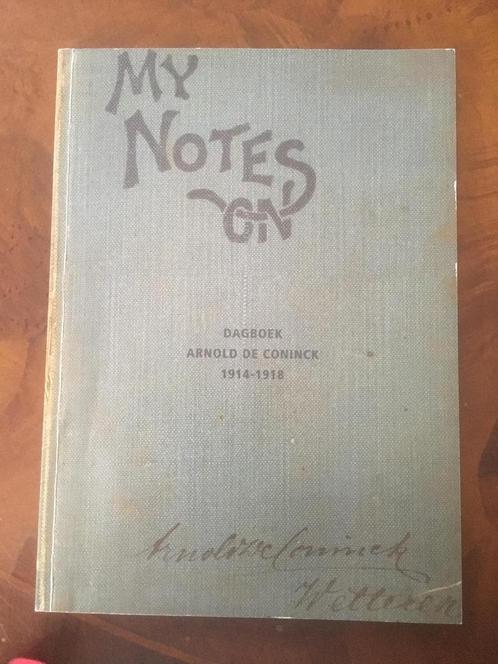 MY
NOTES
ON
DAGBOEK
ARNOLD DE CONINCK
1914-1918
Arnold De Coninck
Wetteren